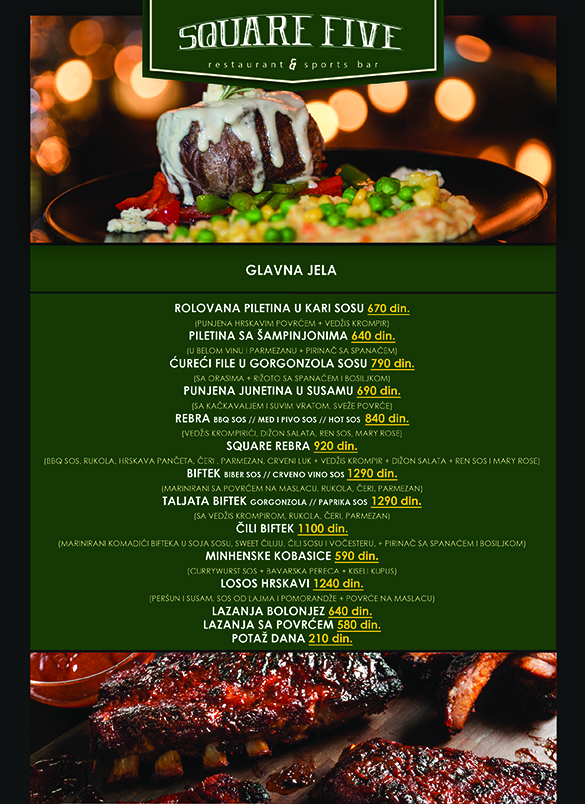 SQUARE FIVE
restaurant & sports bar
GLAVNA JELA
ROLOVANA PILETINA U KARI SOSU 670 din.
(PUNJENA HRSKAVIM POVRĆEM + VEDŽIS KROMPIR)
PILETINA SA ŠAMPINJONIMA 640 din.
(U BELOM VINU I PARMEZANU + PIRINAČ SA SPANAĆEM)
ĆUREĆI FILE U GORGONZOLA SOSU 790 din.
(SA ORASIMA + RIŽOTO SA SPANAĆEM I BOSILJKOM)
PUNJENA JUNETINA U SUSAMU 690 din.
(SA KAČKAVALJEM I SUVIM VRATOM, SVEŽE POVRĆE)
REBRA BBQ SOS // MED I PIVO SOS // HOT SOS 840 din.
(VEDŽIS KROMPIRIĆI, DIŽON SALATA, REN SOS, MARY ROSE)
SQUARE REBRA 920 din.
(BBQ SOS, RUKOLA, HRSKAVA PANČETA, ČERI , PARMEZAN, CRVENI LUK + VEDŽIS KROMPIR + DIŽON SALATA + REN SOS I MARY ROSE)
BIFTEK BIBER SOS // CRVENO VINO SOS 1290 din.
(MARINIRANI SA POVRĆEM NA MASLACU, RUKOLA, ČERI, PARMEZAN)
TALJATA BIFTEK GORGONZOLA // PAPRIKA SOS 1290 din.
(SA VEDŽIS KROMPIROM, RUKOLA, ČERI, PARMEZAN)
ČILI BIFTEK 1100 din.
(MARINIRANI KOMADIĆI BIFTEKA U SOJA SOSU, SWEET ČILIJU, ČILI SOSU I VOČESTERU, + PIRINAČ SA SPANAĆEM I BOSILJKOM)
MINHENSKE KOBASICE 590 din.
(CURRYWURST SOS + BAVARSKA PERECA + KISELI KUPUS)
LOSOS HRSKAVI 1240 din.
(PERŠUN I SUSAM, SOS OD LAJMA I POMORANDŽE + POVRĆE NA MASLACU)
LAZANJA BOLONJEZ 640 din.
LAZANJA SA POVRĆEM 580 din.
POTAŽ DANA 210 din.